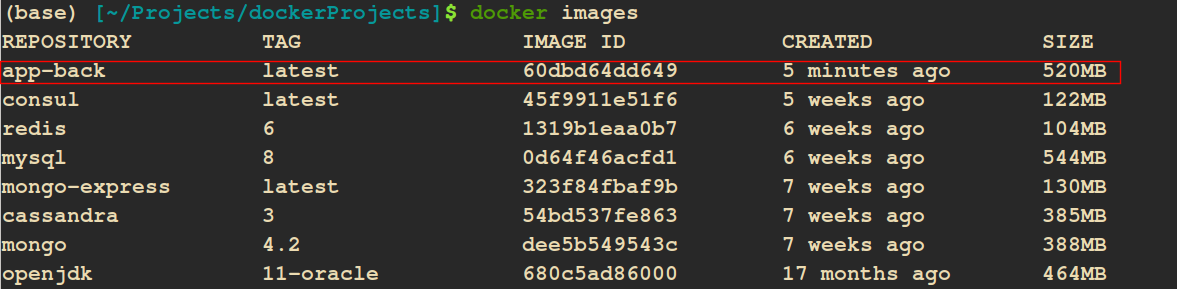 (base) [~/Projects/dockerProjects]$ docker images
REPOSITORY TAG IMAGE ID CREATED SIZE
app-back latest 60dbd64dd649 5 minutes ago 520MB
consul latest 45f9911e51f6 5 weeks ago 122MB
redis 6 1319b1eaa0b7 6 weeks ago 104MB
mysql 8 0d64f46acfd1 6 weeks ago 544MB
mongo-express latest 323f84fbaf9b 7 weeks ago 130MB
cassandra 3 54bd537fe863 7 weeks ago 385MB
mongo 4.2 dee5b549543c 7 weeks ago 388MB
openjdk 11-oracle 680c5ad86000 17 months ago 464MB